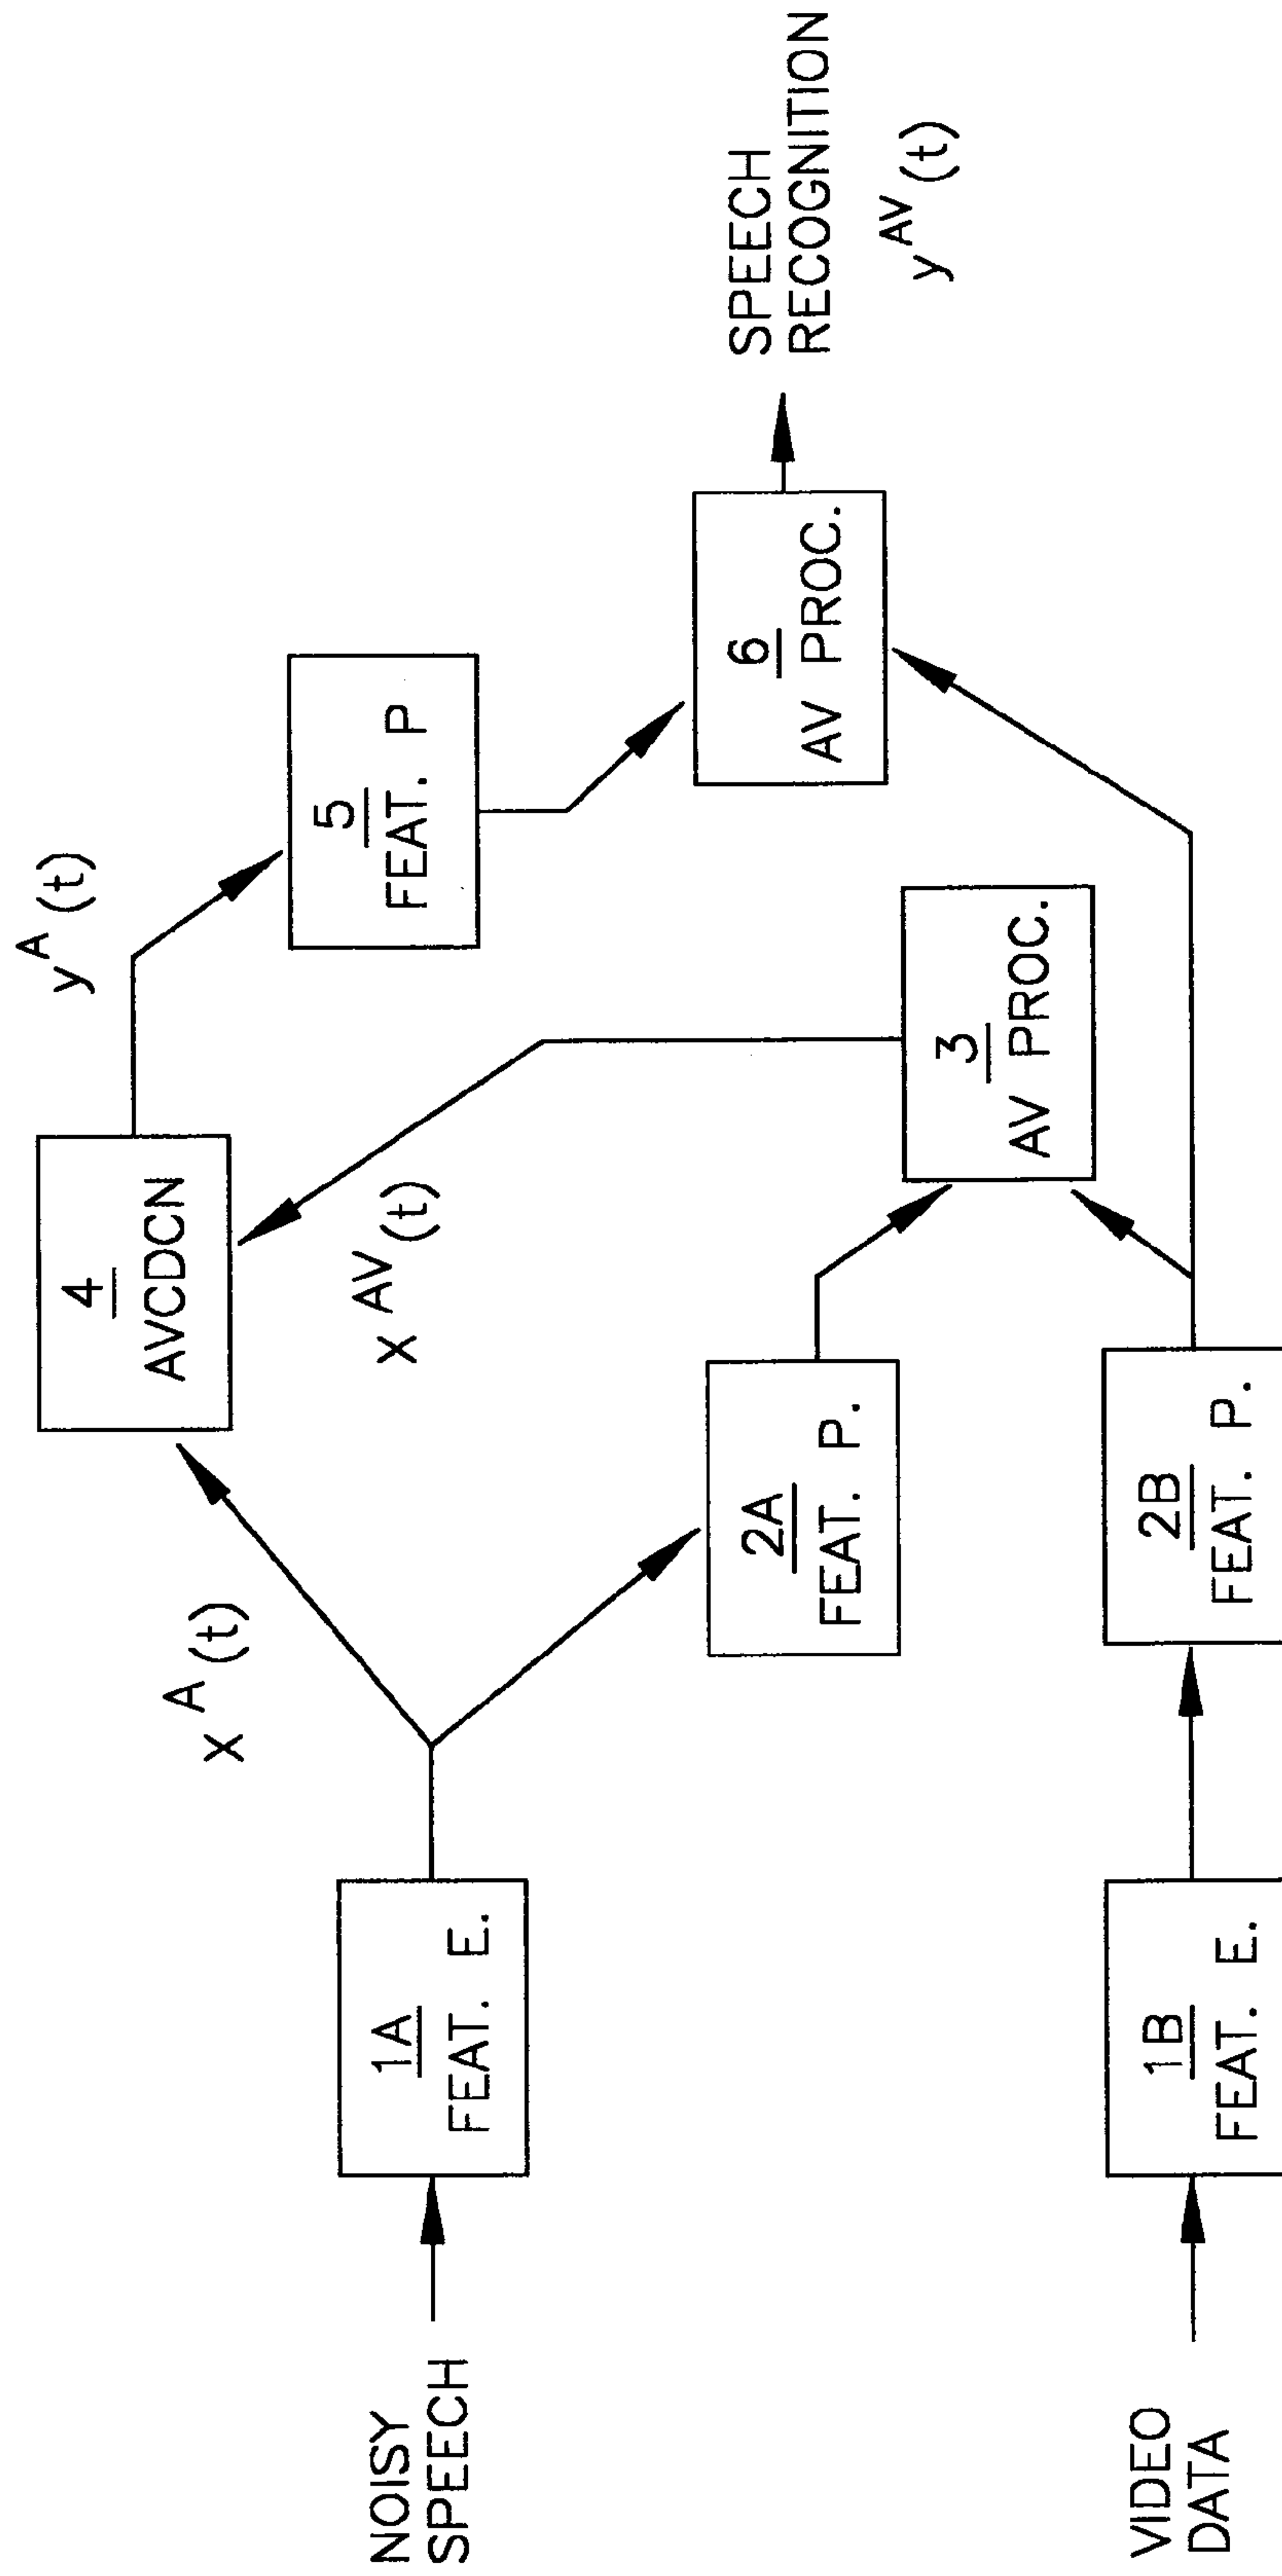 NOISY
SPEECH
1A
FEAT. E.
x^A(t)
4
AVCDCN
y^A(t)
5
FEAT. P
x^AV(t)
2A
FEAT. P.
3
AV PROC.
6
AV PROC.
SPEECH
RECOGNITION
y^AV(t)
VIDEO
DATA
1B
FEAT. E.
2B
FEAT. P.